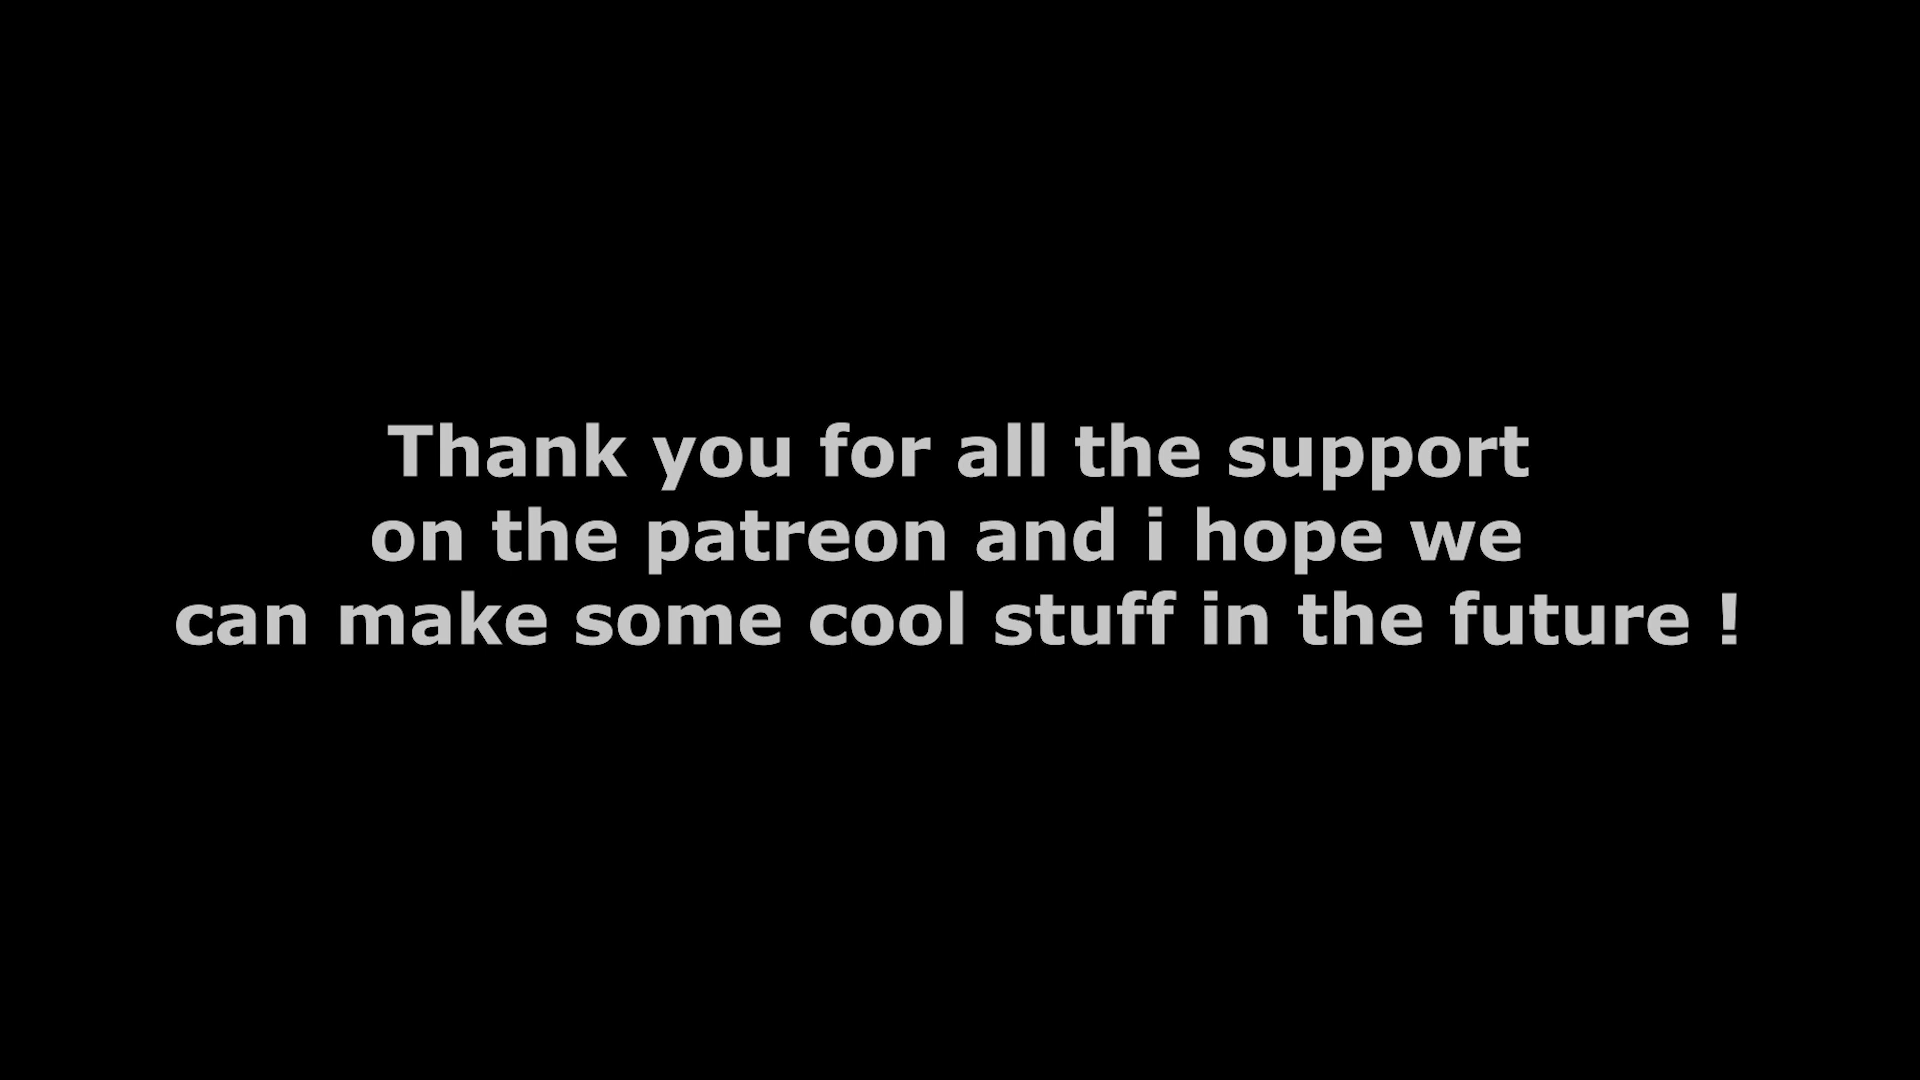 Thank you for all the support
on the patreon and i hope we
can make some cool stuff in the future !